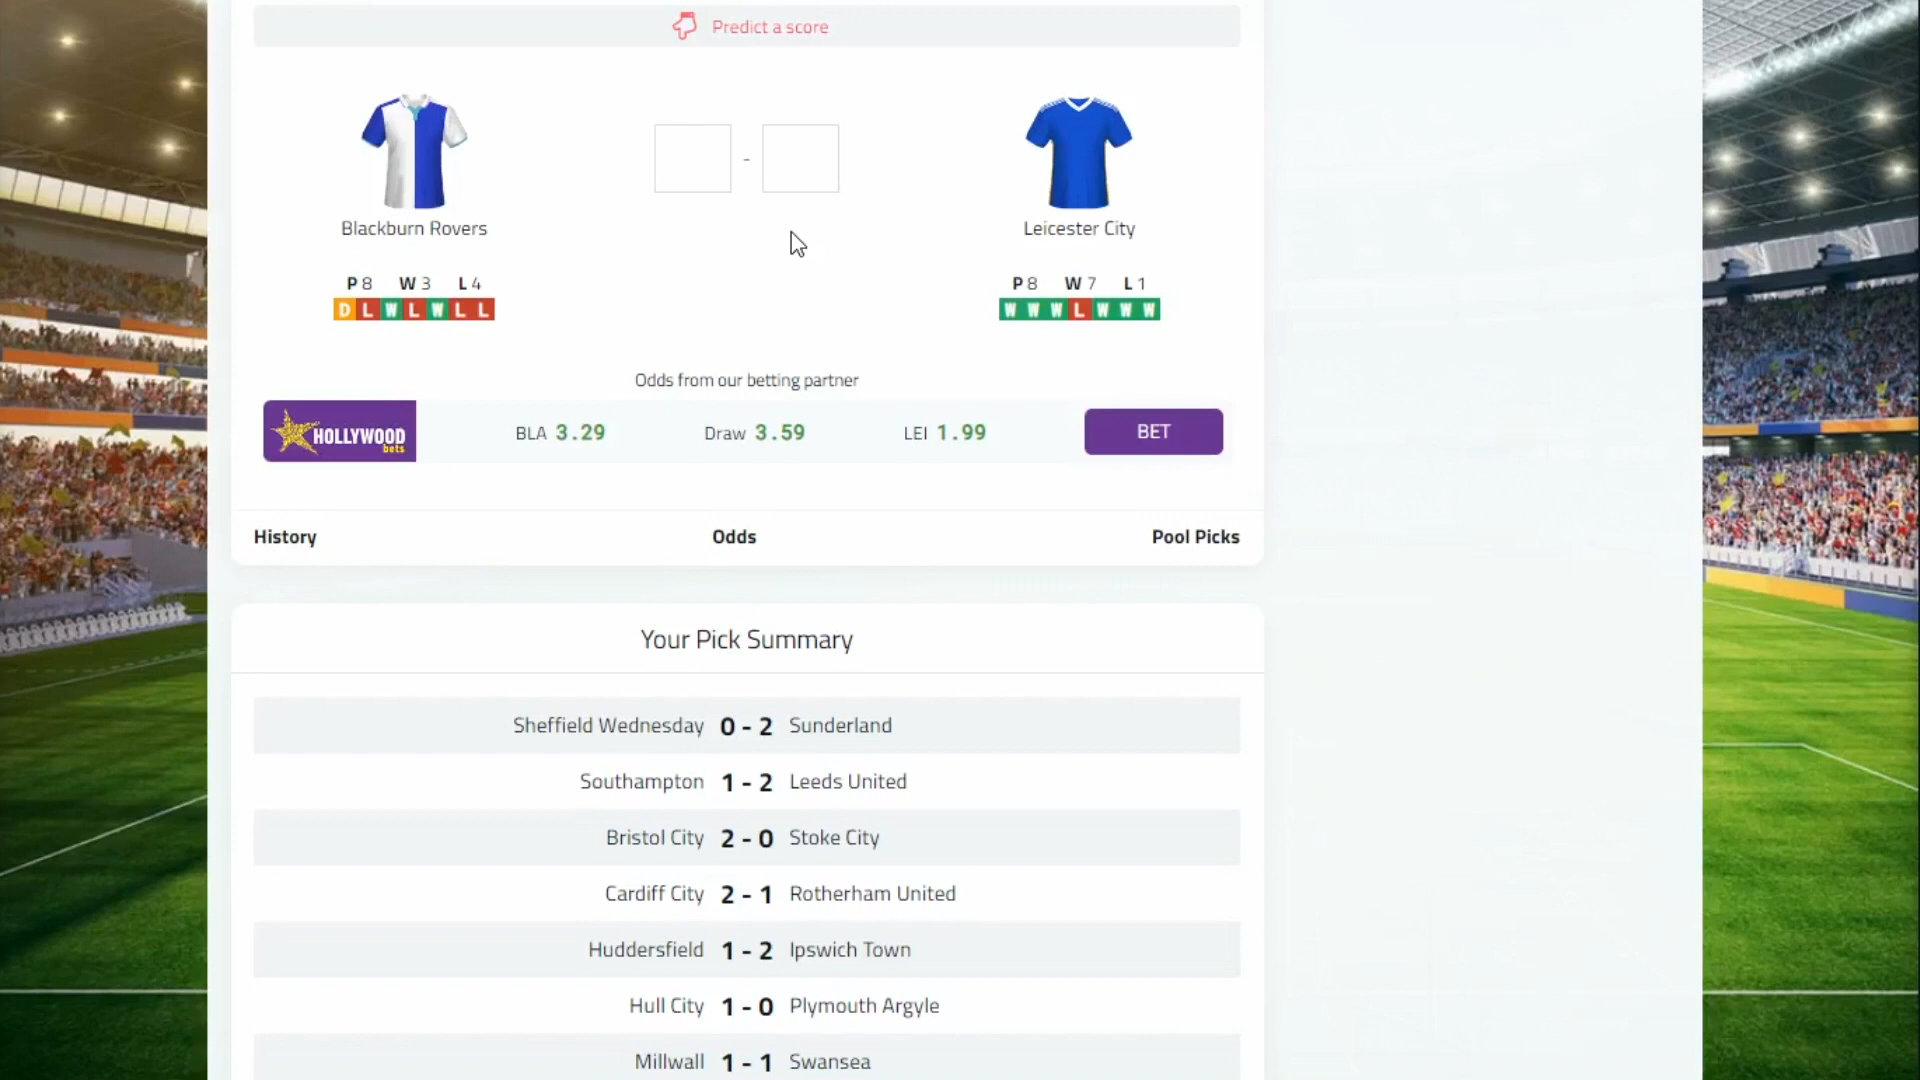 Predict a score
-
Blackburn Rovers
Leicester City
P 8 W 3 L 4
D L W L W L L
P 8 W 7 L 1
W W W L W W W
Odds from our betting partner
HOLLYWOOD
bets
BLA 3.29
Draw 3.59
LEI 1.99
BET
History
Odds
Pool Picks
Your Pick Summary
Sheffield Wednesday 0 - 2 Sunderland
Southampton 1 - 2 Leeds United
Bristol City 2 - 0 Stoke City
Cardiff City 2 - 1 Rotherham United
Huddersfield 1 - 2 Ipswich Town
Hull City 1 - 0 Plymouth Argyle
Millwall 1 - 1 Swansea